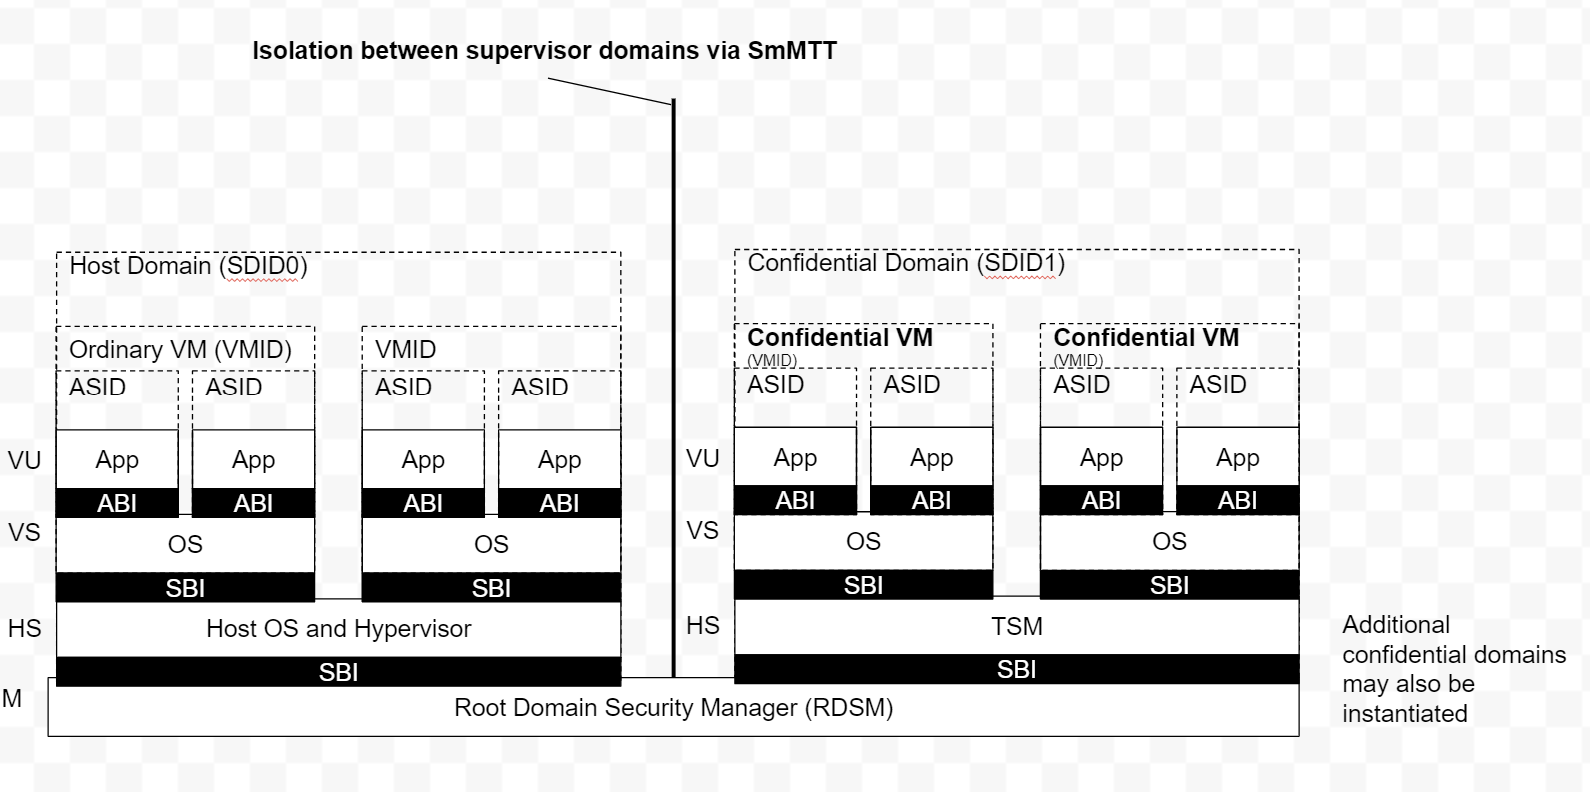 Isolation between supervisor domains via SmMTT
Host Domain (SDID0)
Confidential Domain (SDID1)
Ordinary VM (VMID)
VMID
Confidential VM
(VMID)
Confidential VM
(VMID)
ASID ASID ASID ASID
ASID ASID ASID ASID
VU App App App App
VU App App App App
ABI ABI ABI ABI
ABI ABI ABI ABI
VS OS OS
VS OS OS
SBI SBI
SBI SBI
HS Host OS and Hypervisor
HS TSM
SBI
SBI
M Root Domain Security Manager (RDSM)
Additional
confidential domains
may also be
instantiated